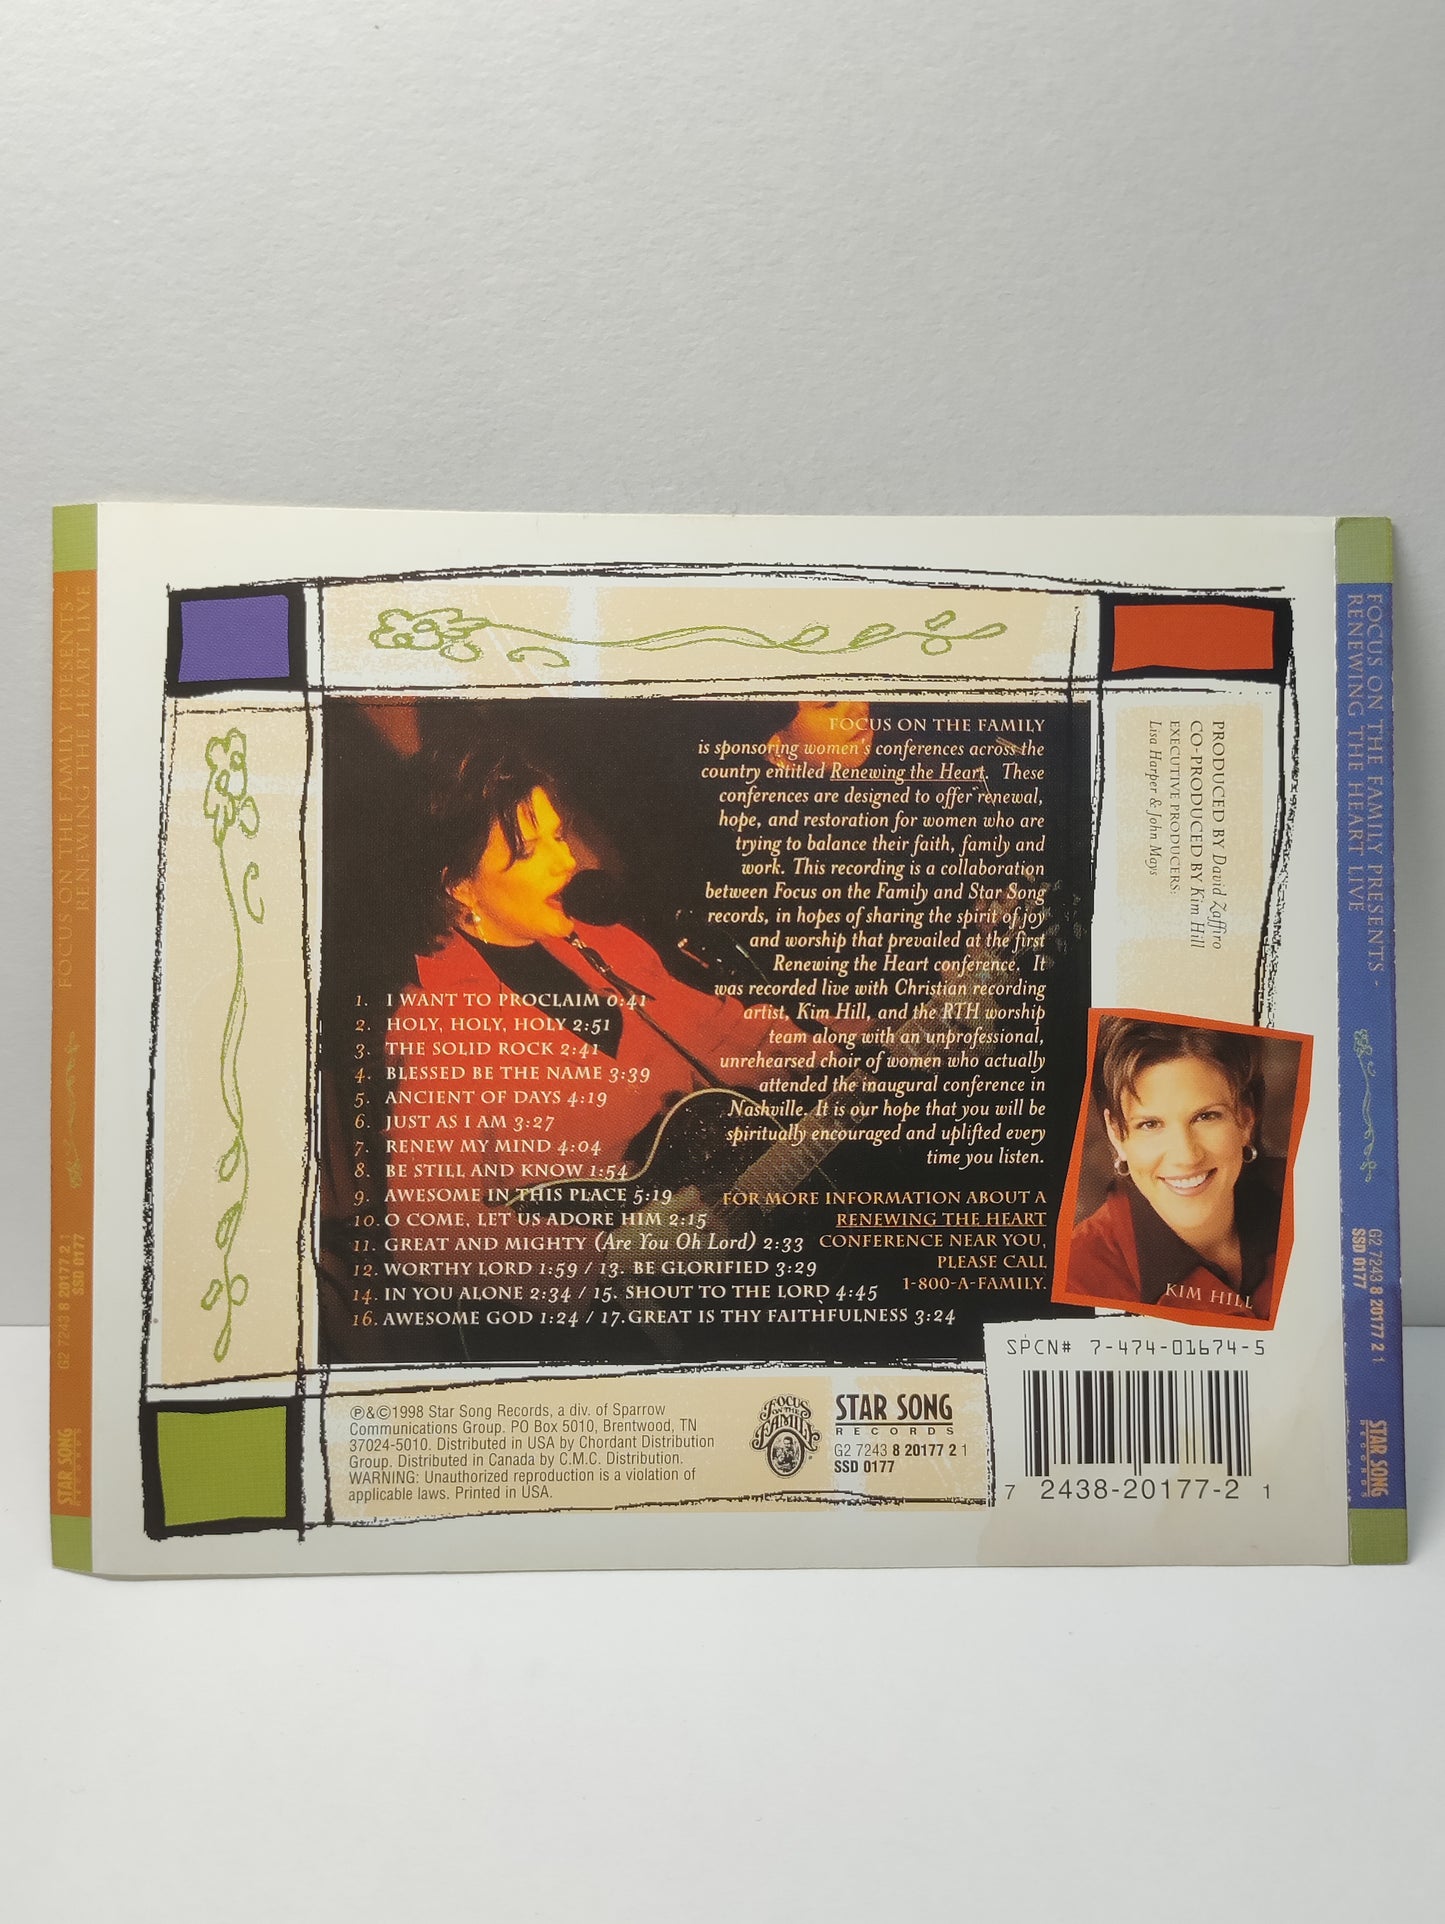 FOCUS ON THE FAMILY PRESENTS -
RENEWING THE HEART LIVE
G2 7243 8 20177 2 1
SSD 0177
STAR SONG
RECORDS
FOCUS ON THE FAMILY
is sponsoring women's conferences across the
country entitled Renewing the Heart. These
conferences are designed to offer renewal,
hope, and restoration for women who are
trying to balance their faith, family and
work. This recording is a collaboration
between Focus on the Family and Star Song
records, in hopes of sharing the spirit of joy
and worship that prevailed at the first
Renewing the Heart conference. It
was recorded live with Christian recording
artist, Kim Hill, and the RTH worship
team along with an unprofessional,
unrehearsed choir of women who actually
attended the inaugural conference in
Nashville. It is our hope that you will be
spiritually encouraged and uplifted every
time you listen.
FOR MORE INFORMATION ABOUT A
RENEWING THE HEART
CONFERENCE NEAR YOU,
PLEASE CALL
1-800-A-FAMILY.
1. I WANT TO PROCLAIM 0:41
2. HOLY, HOLY, HOLY 2:51
3. THE SOLID ROCK 2:41
4. BLESSED BE THE NAME 3:39
5. ANCIENT OF DAYS 4:19
6. JUST AS I AM 3:27
7. RENEW MY MIND 4:04
8. BE STILL AND KNOW 1:54
9. AWESOME IN THIS PLACE 5:19
10. O COME, LET US ADORE HIM 2:15
11. GREAT AND MIGHTY (Are You Oh Lord) 2:33
12. WORTHY LORD 1:59 / 13. BE GLORIFIED 3:29
14. IN YOU ALONE 2:34 / 15. SHOUT TO THE LORD 4:45
16. AWESOME GOD 1:24 / 17. GREAT IS THY FAITHFULNESS 3:24
PRODUCED BY David Zaffiro
CO-PRODUCED BY Kim Hill
EXECUTIVE PRODUCERS:
Lisa Harper & John Mays
KIM HILL
SPCN# 7-474-01674-5
7 2438-20177-2 1
℗&©1998 Star Song Records, a div. of Sparrow
Communications Group. PO Box 5010, Brentwood, TN
37024-5010. Distributed in USA by Chordant Distribution
Group. Distributed in Canada by C.M.C. Distribution.
WARNING: Unauthorized reproduction is a violation of
applicable laws. Printed in USA.
FOCUS
ON THE
FAMILY
STAR SONG
RECORDS
G2 7243 8 20177 2 1
SSD 0177
FOCUS ON THE FAMILY PRESENTS -
RENEWING THE HEART LIVE
G2 7243 8 20177 2 1
SSD 0177
STAR SONG
RECORDS